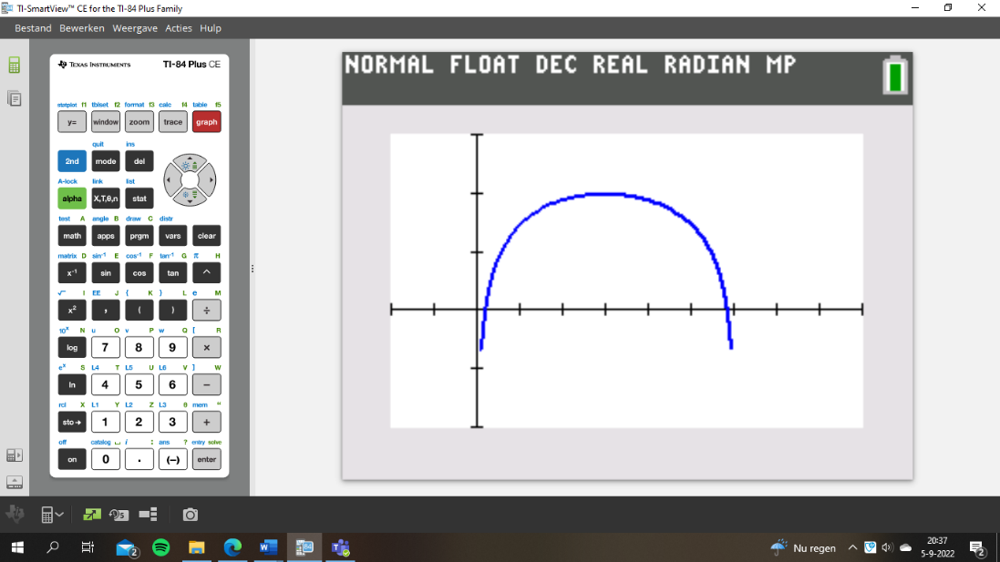 TI-SmartView™ CE for the TI-84 Plus Family
Bestand Bewerken Weergave Acties Hulp
TEXAS INSTRUMENTS TI-84 Plus CE
statplot f1 tblset f2 format f3 calc f4 table f5
y= window zoom trace graph
quit ins
2nd mode del
A-lock link list
alpha X,T,θ,n stat
test A angle B draw C distr
math apps prgm vars clear
matrix D sin⁻¹ E cos⁻¹ F tan⁻¹ G π H
x⁻¹ sin cos tan ^
√ I EE J { K } L e M
x² , ( ) ÷
10ˣ N u O v P w Q [ R
log 7 8 9 ×
eˣ S L4 T L5 U L6 V ] W
ln 4 5 6 −
rcl X L1 Y L2 Z L3 θ mem "
sto→ 1 2 3 +
off catalog ⎵ i : ans ? entry solve
on 0 . (–) enter
NORMAL FLOAT DEC REAL RADIAN MP
Nu regen
20:37
5-9-2022
2
2